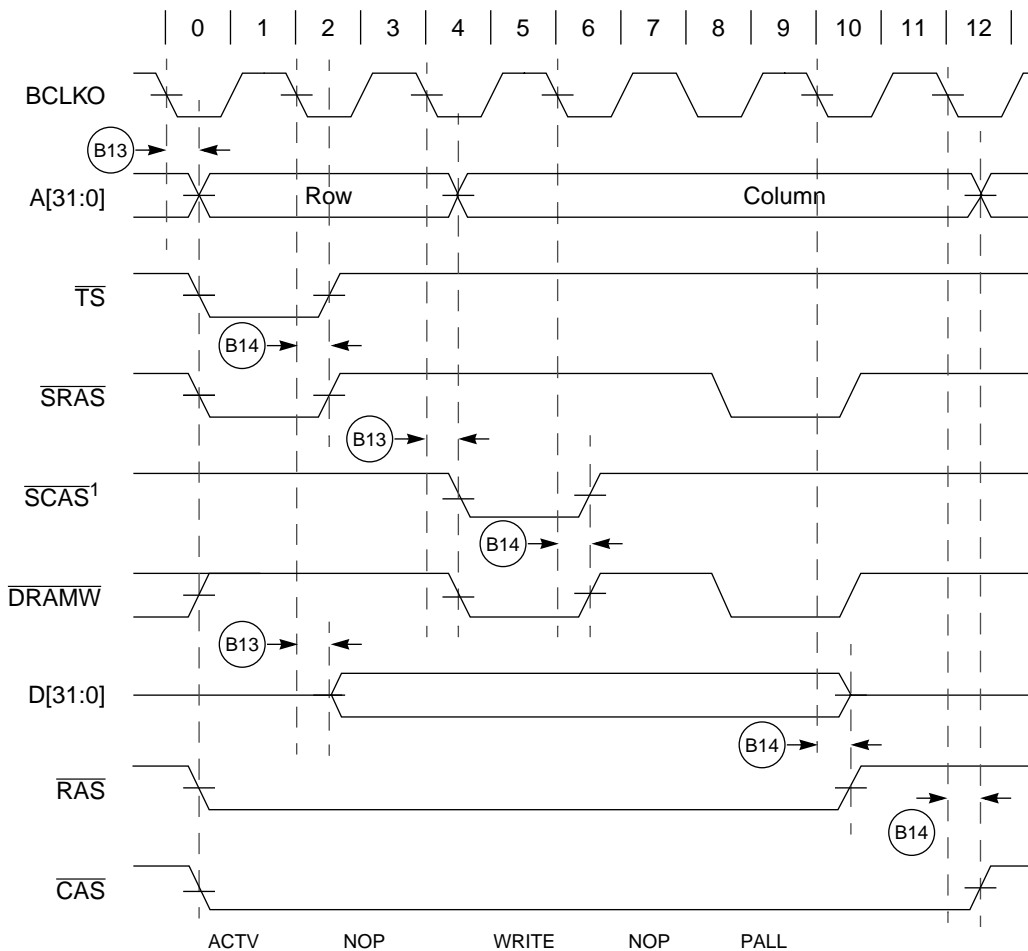 0 1 2 3 4 5 6 7 8 9 10 11 12
BCLKO
B13
A[31:0] Row Column
TS
B14
SRAS
B13
SCAS1
B14
DRAMW
B13
D[31:0]
B14
RAS
B14
CAS
ACTV NOP WRITE NOP PALL